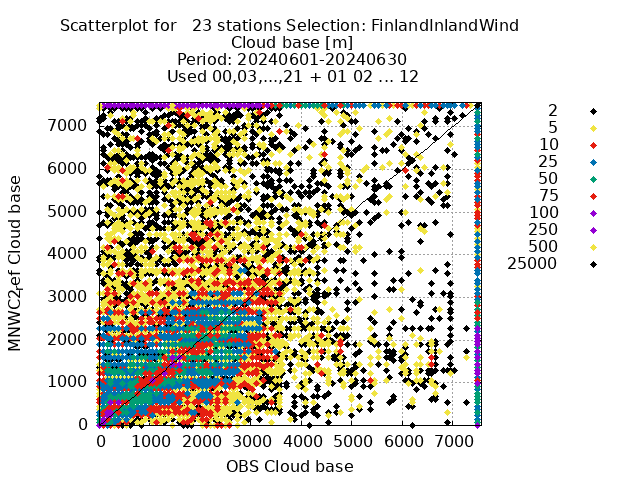 Scatterplot for   23 stations Selection: FinlandInlandWind
Cloud base [m]
Period: 20240601-20240630
Used 00,03,...,21 + 01 02 ... 12
MNWC2ref Cloud base
7000
6000
5000
4000
3000
2000
1000
0
0 1000 2000 3000 4000 5000 6000 7000
OBS Cloud base
2
5
10
25
50
75
100
250
500
25000